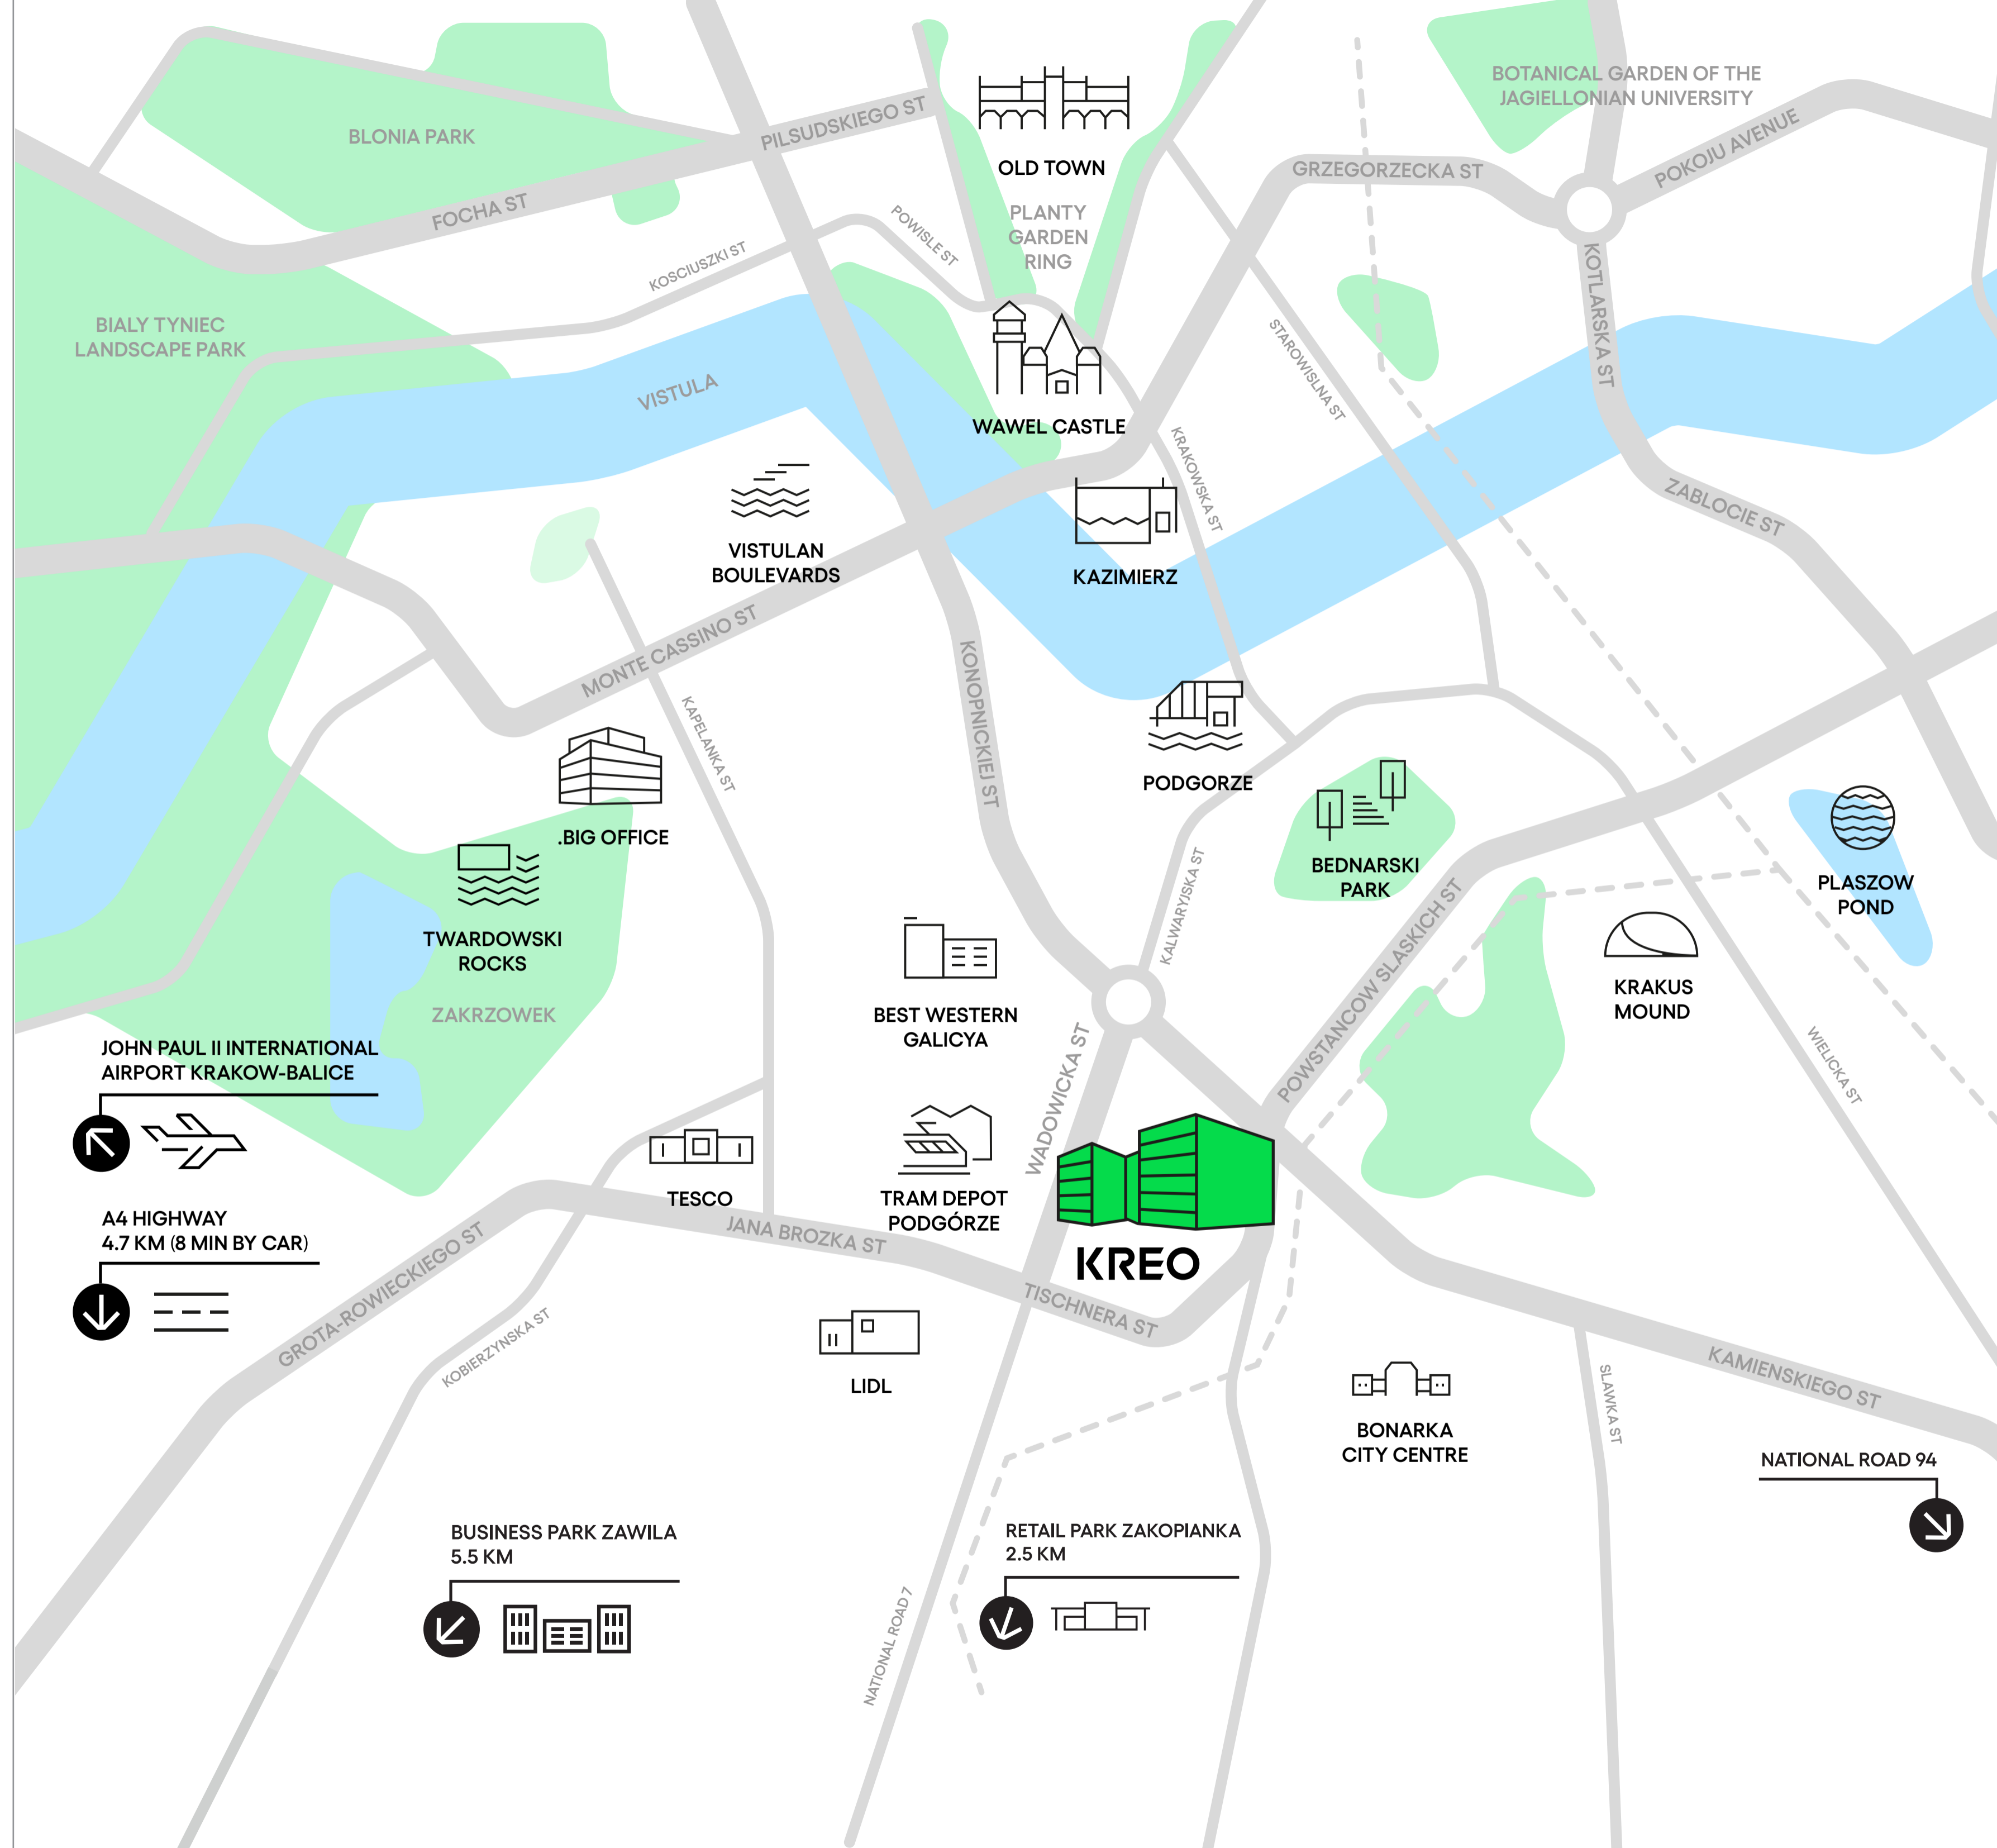 BOTANICAL GARDEN OF THE
JAGIELLONIAN UNIVERSITY
BLONIA PARK
PILSUDSKIEGO ST
OLD TOWN
GRZEGORZECKA ST
POKOJU AVENUE
FOCHA ST
POWISLE ST
PLANTY
GARDEN
RING
KOSCIUSZKI ST
KOTLARSKA ST
BIALY TYNIEC
LANDSCAPE PARK
STAROWISLNA ST
VISTULA
WAWEL CASTLE
KRAKOWSKA ST
ZABLOCIE ST
VISTULAN
BOULEVARDS
KAZIMIERZ
MONTE CASSINO ST
KONOPNICKIEJ ST
KAPELANKA ST
PODGORZE
.BIG OFFICE
BEDNARSKI
PARK
PLASZOW
POND
KALWARYJSKA ST
POWSTANCOW SLASKICH ST
TWARDOWSKI
ROCKS
ZAKRZOWEK
BEST WESTERN
GALICYA
KRAKUS
MOUND
WADOWICKA ST
WIELICKA ST
JOHN PAUL II INTERNATIONAL
AIRPORT KRAKOW-BALICE
TESCO
TRAM DEPOT
PODGÓRZE
A4 HIGHWAY
4.7 KM (8 MIN BY CAR)
JANA BROZKA ST
KREO
GROTA-ROWIECKIEGO ST
TISCHNERA ST
KOBIERZYNSKA ST
LIDL
KAMIENSKIEGO ST
SLAWKA ST
BONARKA
CITY CENTRE
NATIONAL ROAD 94
BUSINESS PARK ZAWILA
5.5 KM
RETAIL PARK ZAKOPIANKA
2.5 KM
NATIONAL ROAD 7